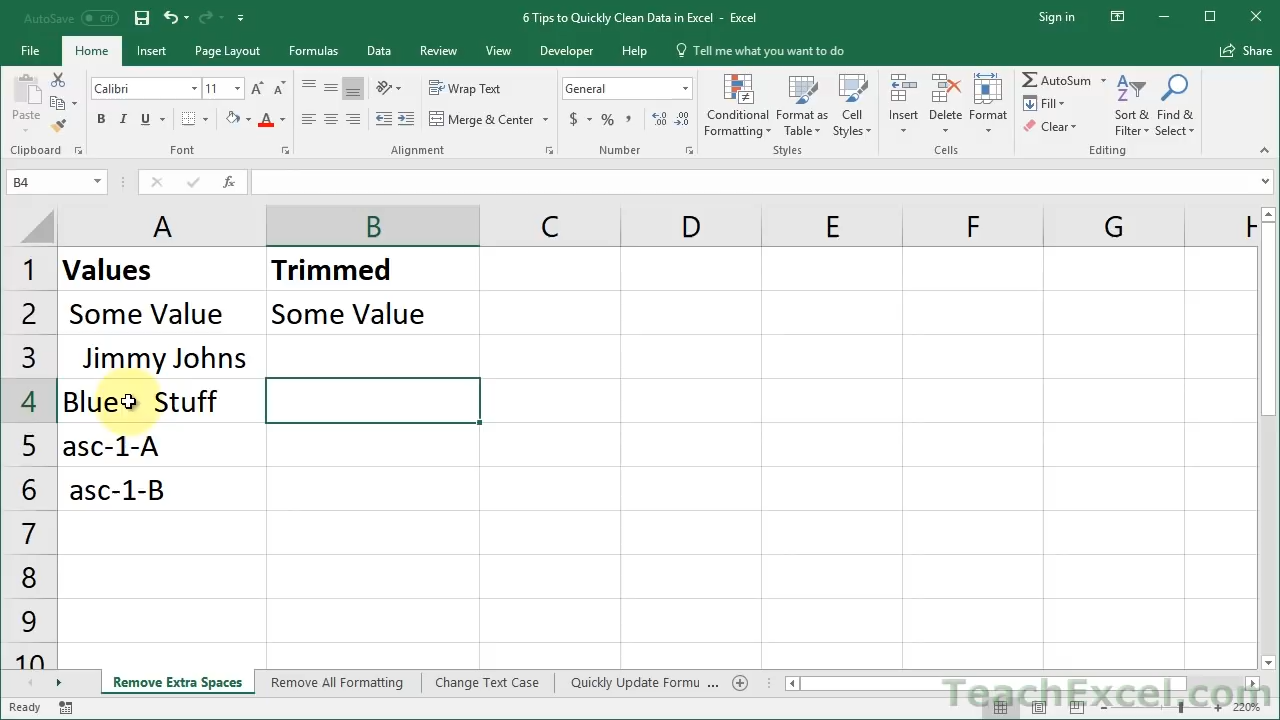 AutoSave Off 6 Tips to Quickly Clean Data in Excel - Excel Sign in
File Home Insert Page Layout Formulas Data Review View Developer Help Tell me what you want to do Share
Paste Calibri 11 Wrap Text General Conditional Formatting Format as Table Cell Styles Insert Delete Format AutoSum Sort & Filter Find & Select
B I U A Merge & Center $ % , Fill
Clear
Clipboard Font Alignment Number Styles Cells Editing
B4 fx
A B C D E F G H
1 Values Trimmed
2 Some Value Some Value
3 Jimmy Johns
4 Blue Stuff
5 asc-1-A
6 asc-1-B
7
8
9
10
Remove Extra Spaces Remove All Formatting Change Text Case Quickly Update Formu ...
TeachExcel.com
Ready 220%